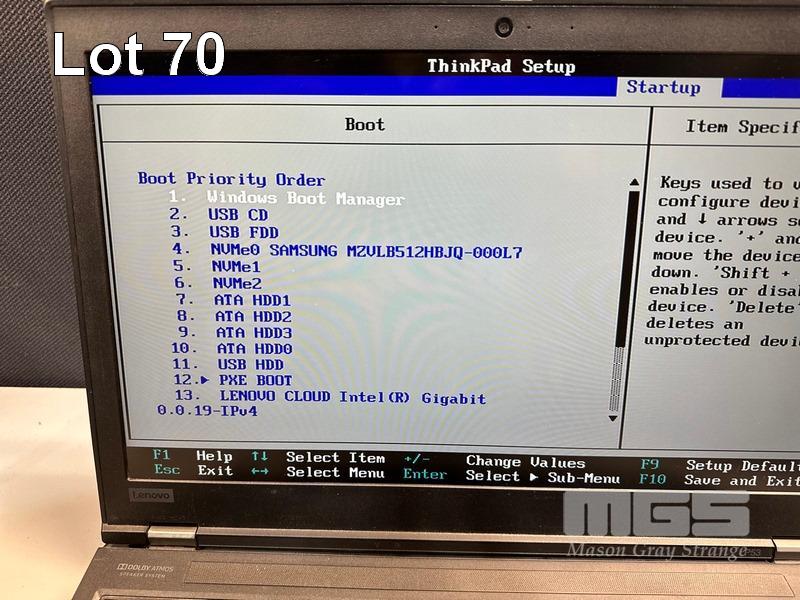 Lot 70
ThinkPad Setup
Startup
Boot
Item Specif
Boot Priority Order
1. Windows Boot Manager
2. USB CD
3. USB FDD
4. NVMe0 SAMSUNG MZVLB512HBJQ-000L7
5. NVMe1
6. NVMe2
7. ATA HDD1
8. ATA HDD2
9. ATA HDD3
10. ATA HDD0
11. USB HDD
12.▶ PXE BOOT
13. LENOVO CLOUD Intel(R) Gigabit
0.0.19-IPv4
Keys used to v
configure devi
and ↓ arrows s
device. '+' and
move the device
down. 'Shift +
enables or disa
device. 'Delete'
deletes an
unprotected devi
F1 Help ↑↓ Select Item +/- Change Values F9 Setup Default
Esc Exit ←→ Select Menu Enter Select ▶ Sub-Menu F10 Save and Exit
Lenovo
MGS
Mason Gray Strange
P53
DOLBY ATMOS
SPEAKER SYSTEM